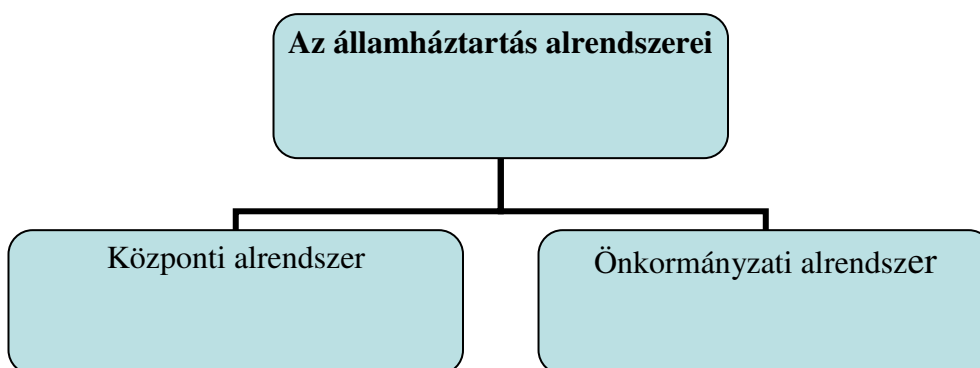 Az államháztartás alrendszerei
Központi alrendszer
Önkormányzati alrendszer